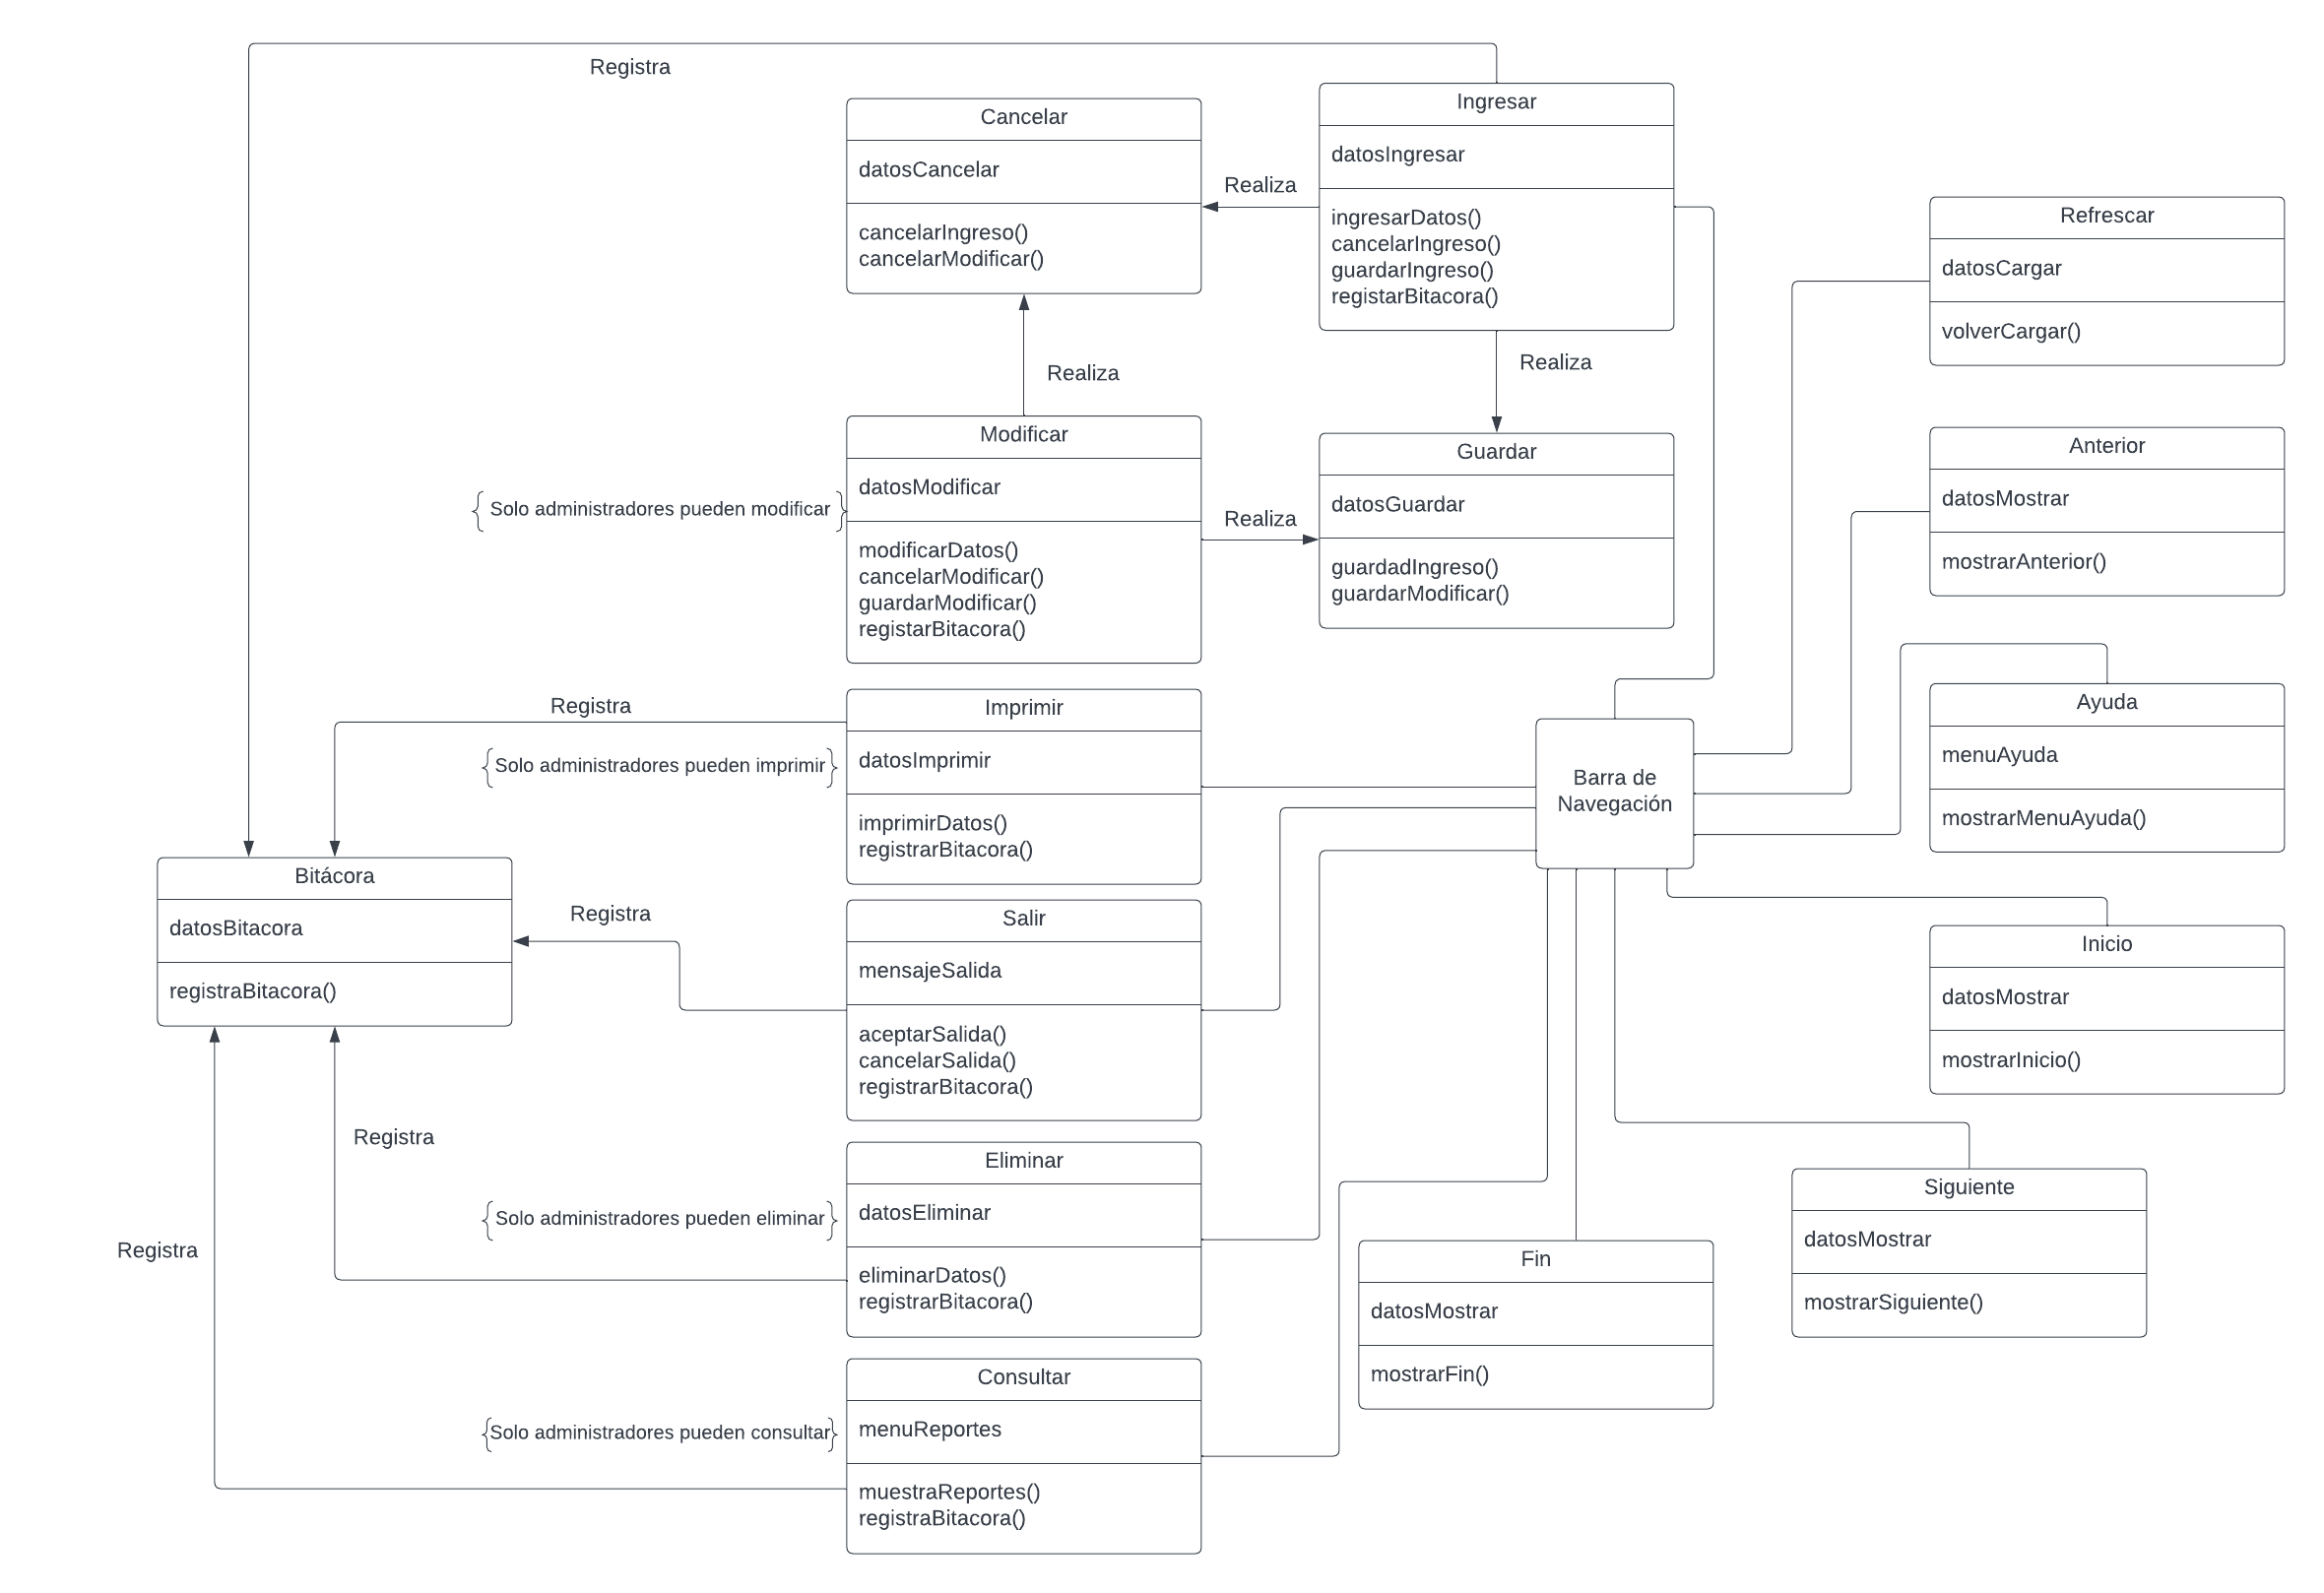 Registra
Cancelar
datosCancelar
cancelarIngreso()
cancelarModificar()
Realiza
Ingresar
datosIngresar
ingresarDatos()
cancelarIngreso()
guardarIngreso()
registarBitacora()
Refrescar
datosCargar
volverCargar()
Realiza
Realiza
Modificar
datosModificar
modificarDatos()
cancelarModificar()
guardarModificar()
registarBitacora()
Solo administradores pueden modificar
Realiza
Guardar
datosGuardar
guardadIngreso()
guardarModificar()
Anterior
datosMostrar
mostrarAnterior()
Registra
Imprimir
datosImprimir
imprimirDatos()
registrarBitacora()
Solo administradores pueden imprimir
Barra de
Navegación
Ayuda
menuAyuda
mostrarMenuAyuda()
Bitácora
datosBitacora
registraBitacora()
Registra
Salir
mensajeSalida
aceptarSalida()
cancelarSalida()
registrarBitacora()
Inicio
datosMostrar
mostrarInicio()
Registra
Eliminar
datosEliminar
eliminarDatos()
registrarBitacora()
Solo administradores pueden eliminar
Registra
Fin
datosMostrar
mostrarFin()
Siguiente
datosMostrar
mostrarSiguiente()
Consultar
menuReportes
muestraReportes()
registraBitacora()
Solo administradores pueden consultar